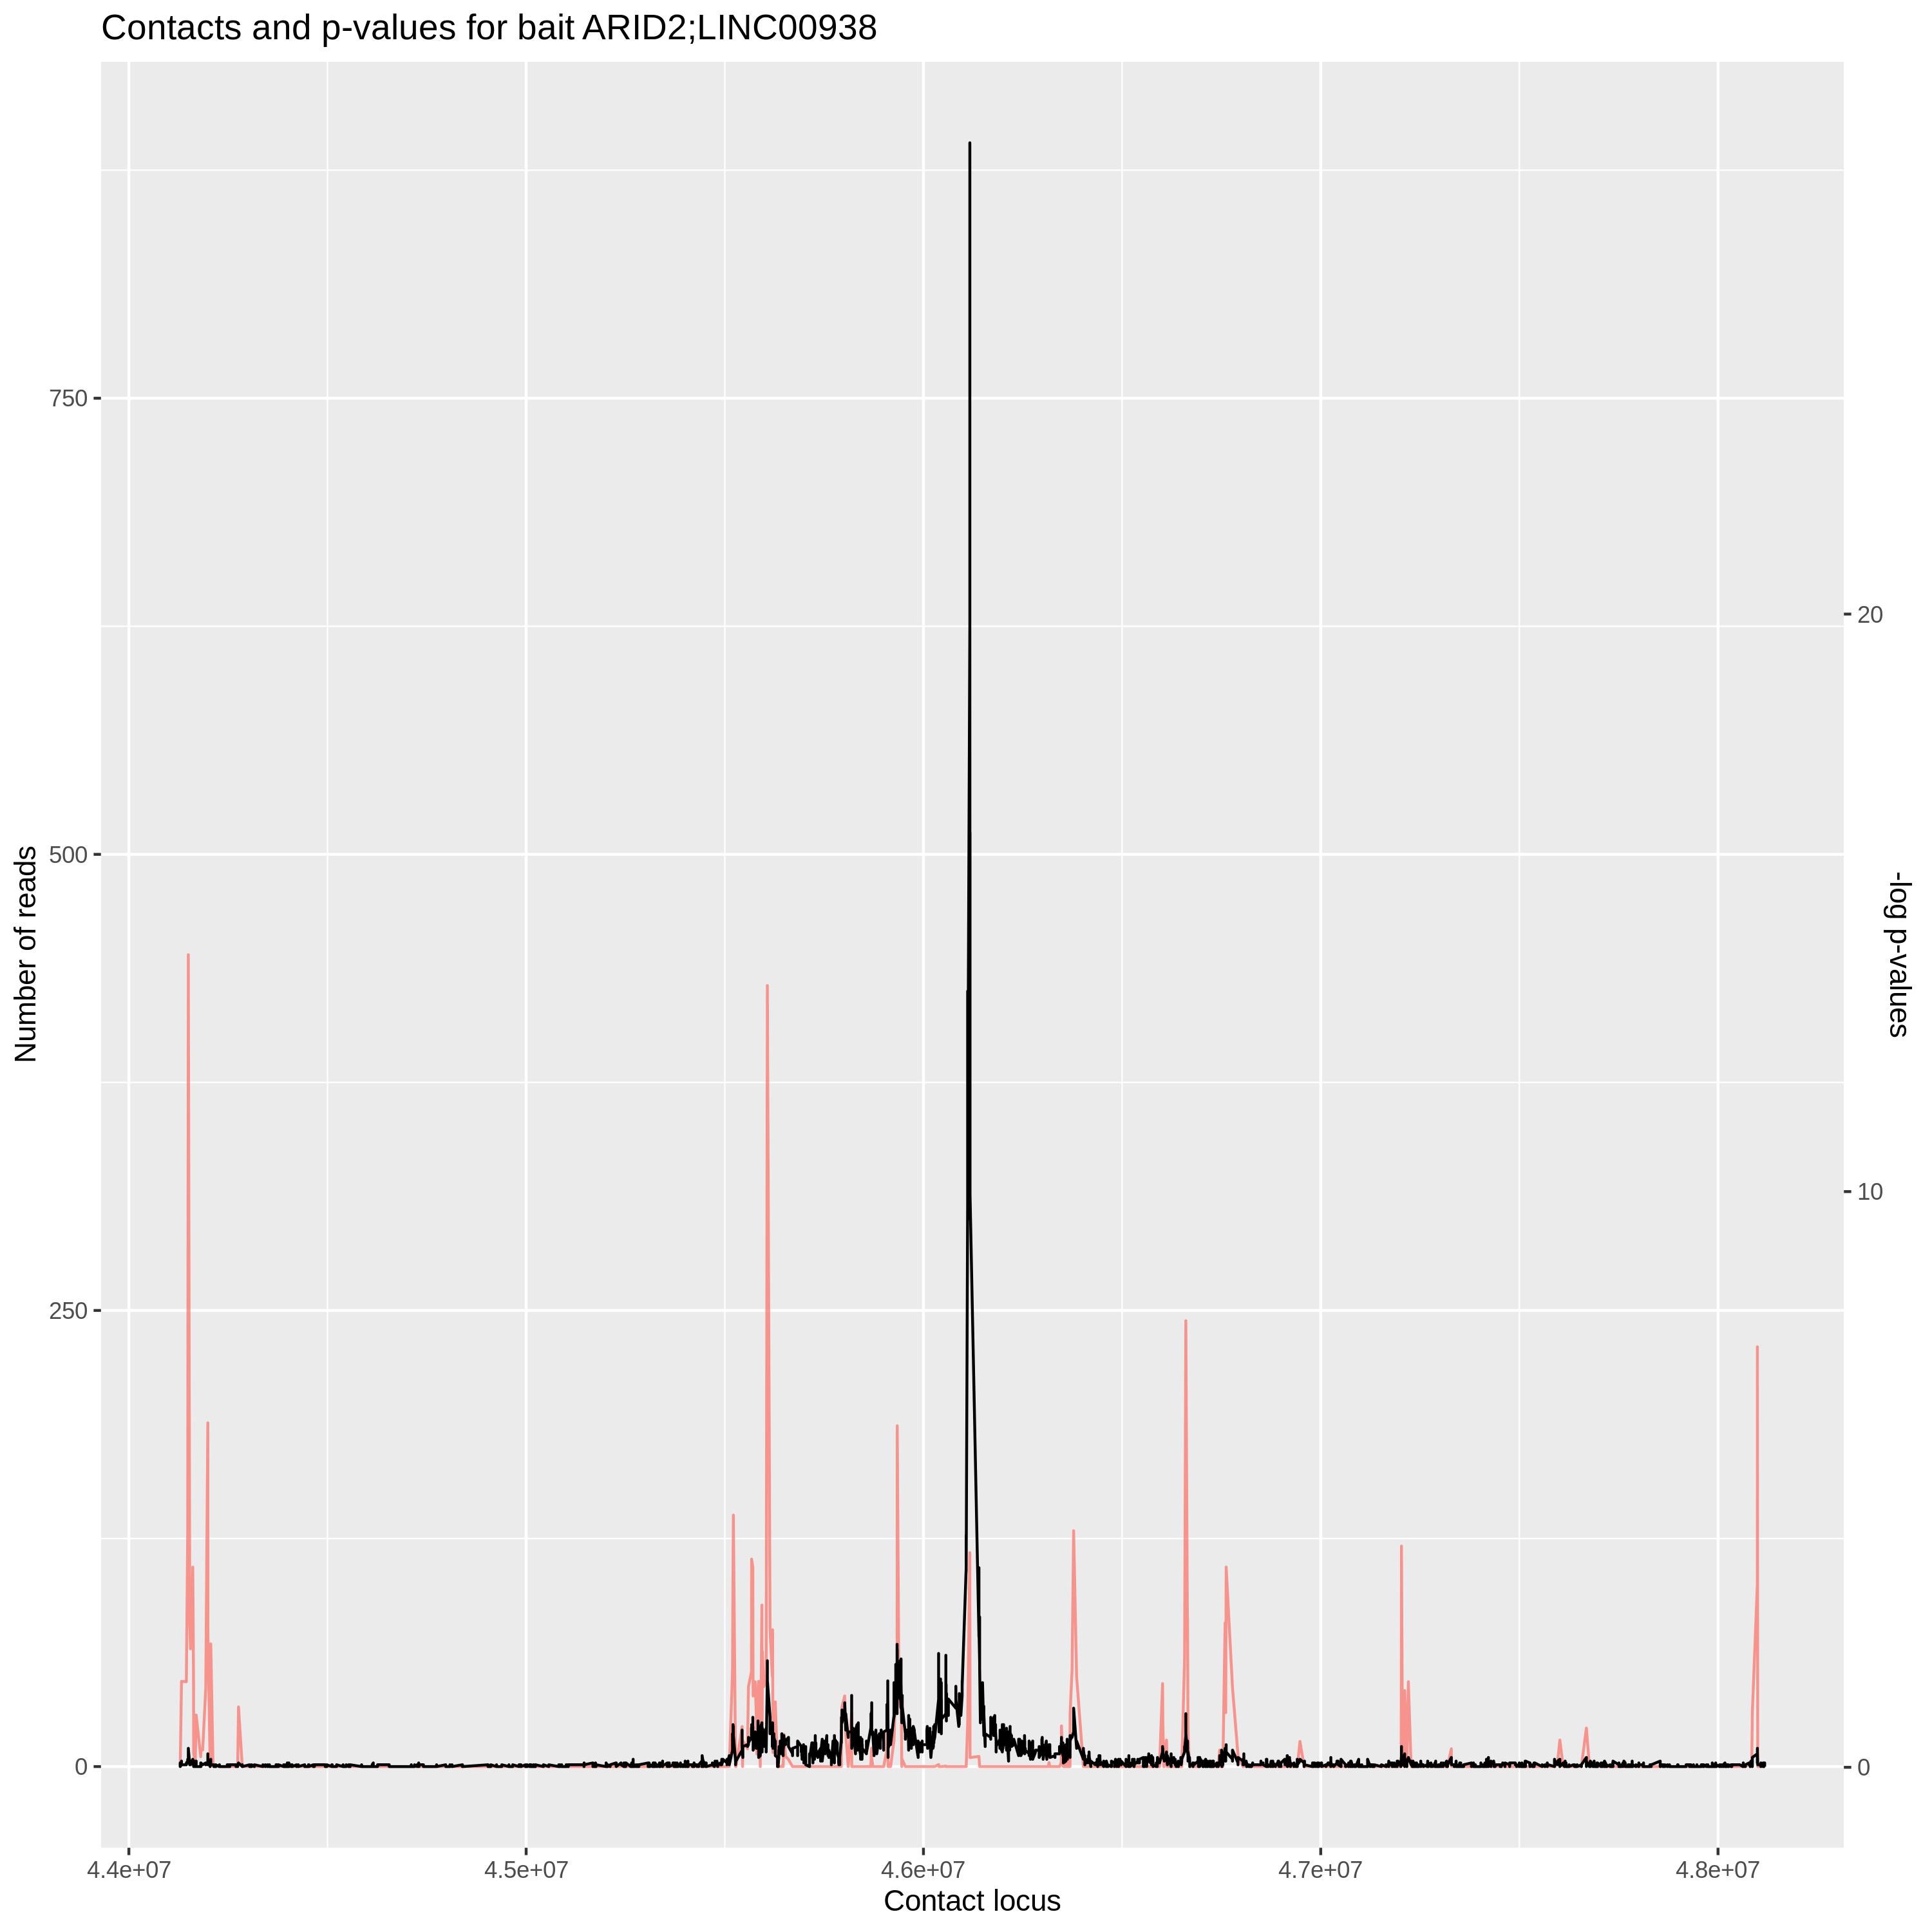 Contacts and p-values for bait ARID2;LINC00938
Number of reads
750
500
250
0
20
10
0
-log p-values
4.4e+07
4.5e+07
4.6e+07
4.7e+07
4.8e+07
Contact locus